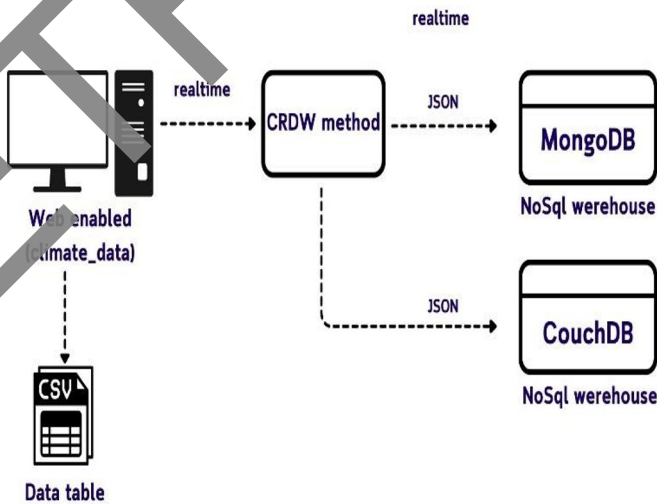 realtime
realtime
CRDW method
JSON
MongoDB
NoSql werehouse
Web enabled
(climate_data)
JSON
CouchDB
NoSql werehouse
CSV
Data table